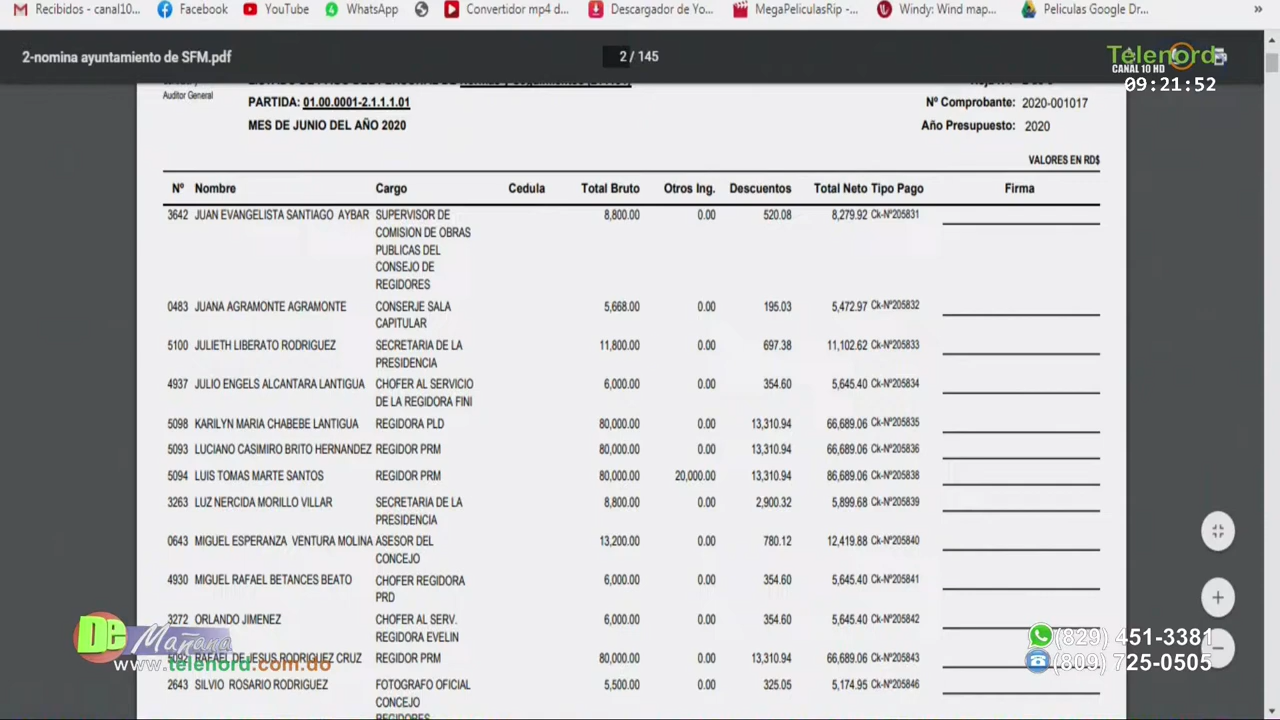 Recibidos - canal10...
Facebook
YouTube
WhatsApp
Convertidor mp4 d...
Descargador de Yo...
MegaPeliculasRip -...
Windy: Wind map...
Peliculas Google Dr...
»
2-nomina ayuntamiento de SFM.pdf
2 / 145
Telenord
CANAL 10 HD
09:21:52
Auditor General
PARTIDA: 01.00.0001-2.1.1.1.01
Nº Comprobante: 2020-001017
MES DE JUNIO DEL AÑO 2020
Año Presupuesto: 2020
VALORES EN RD$
Nº Nombre Cargo Cedula Total Bruto Otros Ing. Descuentos Total Neto Tipo Pago Firma
3642 JUAN EVANGELISTA SANTIAGO AYBAR SUPERVISOR DE 8,800.00 0.00 520.08 8,279.92 Ck-Nº205831
COMISION DE OBRAS
PUBLICAS DEL
CONSEJO DE
REGIDORES
0483 JUANA AGRAMONTE AGRAMONTE CONSERJE SALA 5,668.00 0.00 195.03 5,472.97 Ck-Nº205832
CAPITULAR
5100 JULIETH LIBERATO RODRIGUEZ SECRETARIA DE LA 11,800.00 0.00 697.38 11,102.62 Ck-Nº205833
PRESIDENCIA
4937 JULIO ENGELS ALCANTARA LANTIGUA CHOFER AL SERVICIO 6,000.00 0.00 354.60 5,645.40 Ck-Nº205834
DE LA REGIDORA FINI
5098 KARILYN MARIA CHABEBE LANTIGUA REGIDORA PLD 80,000.00 0.00 13,310.94 66,689.06 Ck-Nº205835
5093 LUCIANO CASIMIRO BRITO HERNANDEZ REGIDOR PRM 80,000.00 0.00 13,310.94 66,689.06 Ck-Nº205836
5094 LUIS TOMAS MARTE SANTOS REGIDOR PRM 80,000.00 20,000.00 13,310.94 86,689.06 Ck-Nº205838
3263 LUZ NERCIDA MORILLO VILLAR SECRETARIA DE LA 8,800.00 0.00 2,900.32 5,899.68 Ck-Nº205839
PRESIDENCIA
0643 MIGUEL ESPERANZA VENTURA MOLINA ASESOR DEL 13,200.00 0.00 780.12 12,419.88 Ck-Nº205840
CONCEJO
4930 MIGUEL RAFAEL BETANCES BEATO CHOFER REGIDORA 6,000.00 0.00 354.60 5,645.40 Ck-Nº205841
PRD
3272 ORLANDO JIMENEZ CHOFER AL SERV. 6,000.00 0.00 354.60 5,645.40 Ck-Nº205842
REGIDORA EVELIN
5092 RAFAEL DE JESUS RODRIGUEZ CRUZ REGIDOR PRM 80,000.00 0.00 13,310.94 66,689.06 Ck-Nº205843
2643 SILVIO ROSARIO RODRIGUEZ FOTOGRAFO OFICIAL 5,500.00 0.00 325.05 5,174.95 Ck-Nº205846
CONCEJO
REGIDORES
De Mañana
www.telenord.com.do
(829) 451-3381
(809) 725-0505